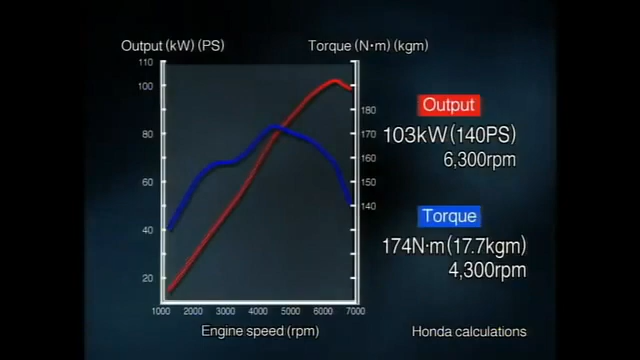 Output (kW) (PS)
Torque (N·m) (kgm)
110
100
80
60
40
20
180
170
160
150
140
1000 2000 3000 4000 5000 6000 7000
Engine speed (rpm)
Output
103kW (140PS)
6,300rpm
Torque
174N·m (17.7kgm)
4,300rpm
Honda calculations